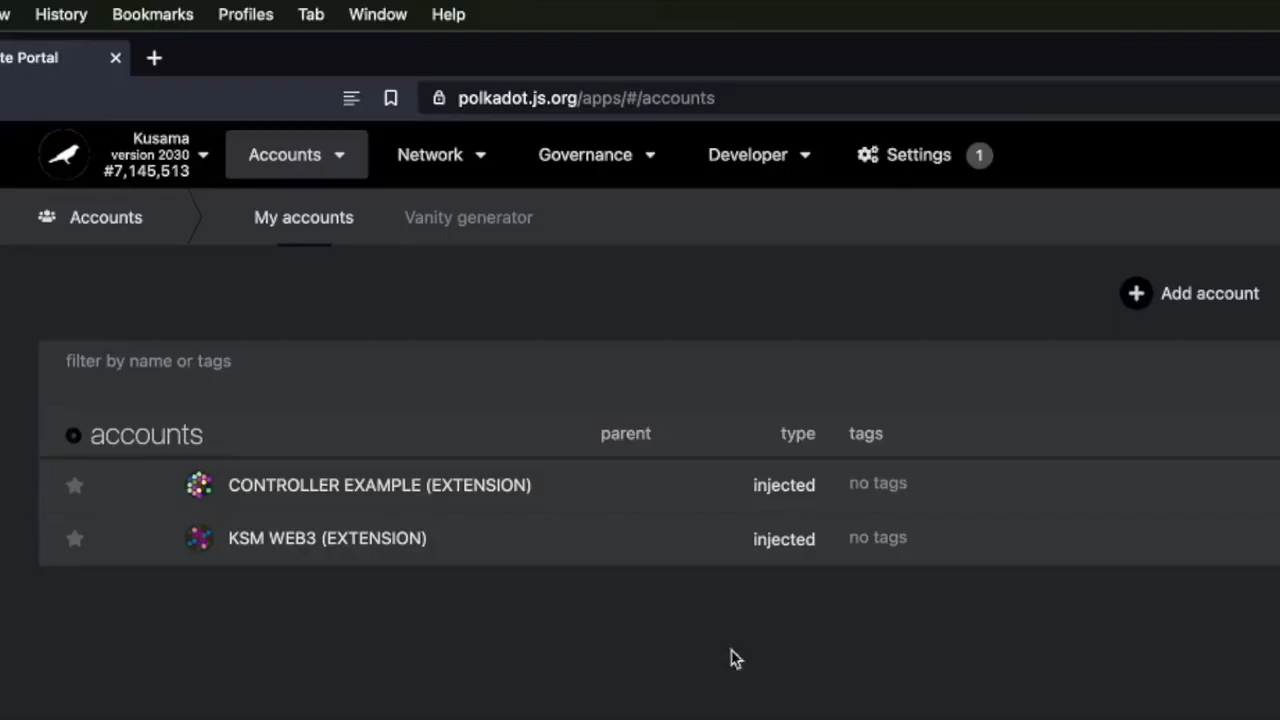 w History Bookmarks Profiles Tab Window Help
te Portal
polkadot.js.org/apps/#/accounts
Kusama
version 2030
#7,145,513
Accounts Network Governance Developer Settings 1
Accounts My accounts Vanity generator
Add account
filter by name or tags
accounts parent type tags
CONTROLLER EXAMPLE (EXTENSION) injected no tags
KSM WEB3 (EXTENSION) injected no tags